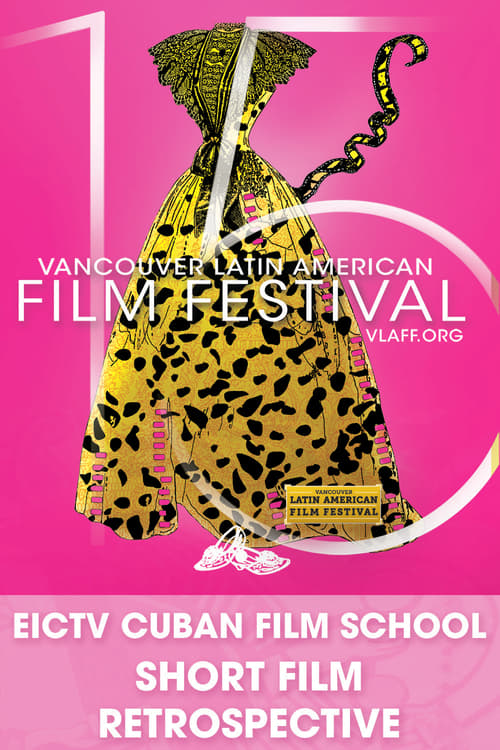 15
VANCOUVER LATIN AMERICAN
FILM FESTIVAL
VLAFF.ORG
VANCOUVER
LATIN AMERICAN
FILM FESTIVAL
EICTV CUBAN FILM SCHOOL
SHORT FILM
RETROSPECTIVE